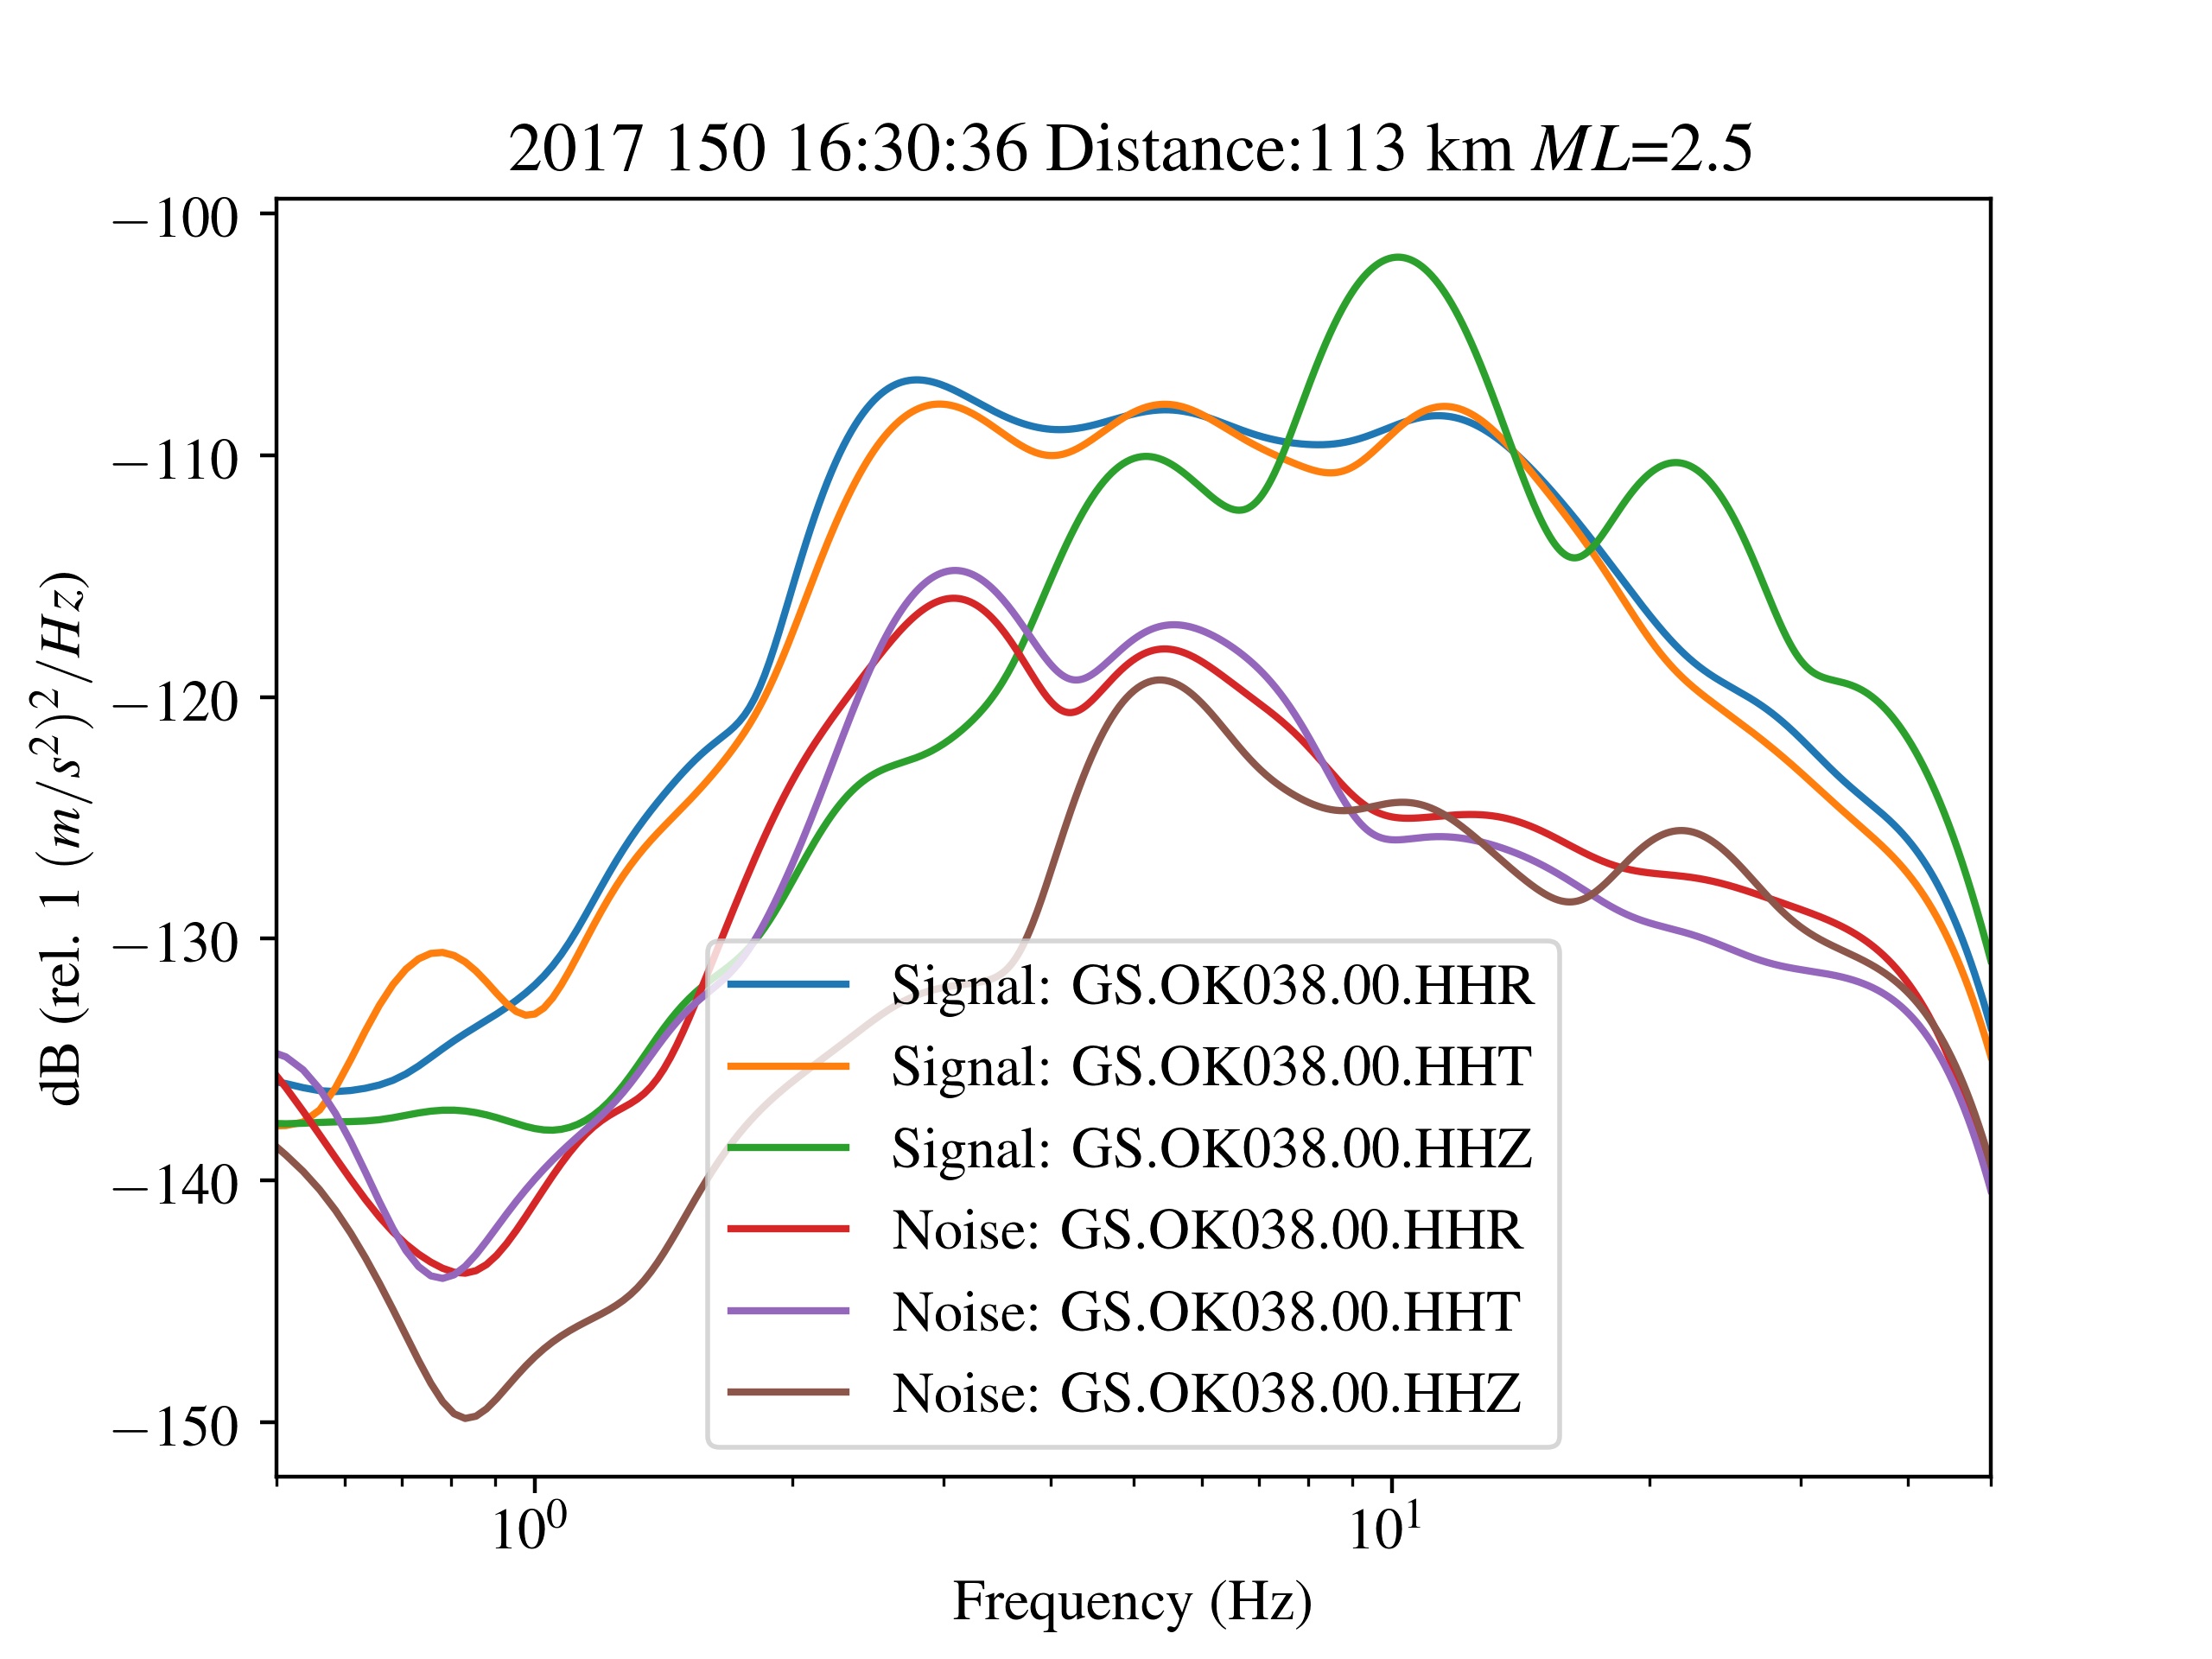 2017 150 16:30:36 Distance:113 km ML=2.5
−100
−110
−120
−130
−140
−150
dB (rel. 1 (m/s²)²/Hz)
Signal: GS.OK038.00.HHR
Signal: GS.OK038.00.HHT
Signal: GS.OK038.00.HHZ
Noise: GS.OK038.00.HHR
Noise: GS.OK038.00.HHT
Noise: GS.OK038.00.HHZ
10⁰ 10¹
Frequency (Hz)